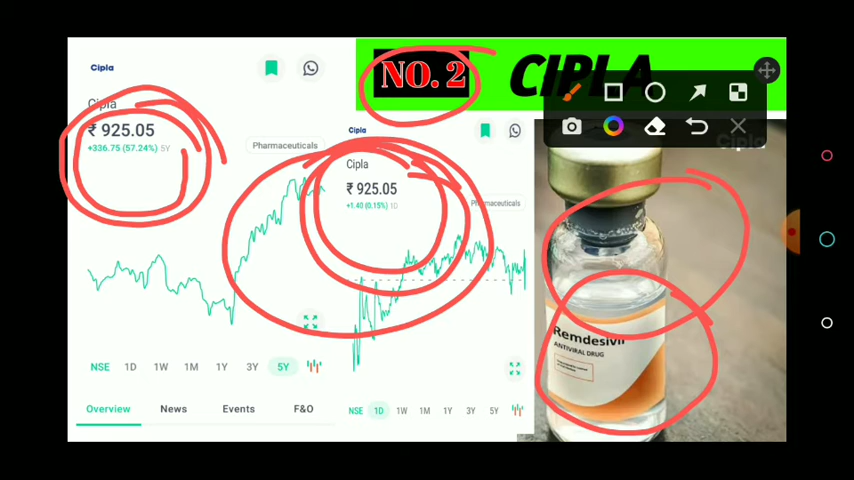 Cipla
Cipla
₹ 925.05
+336.75 (57.24%) 5Y
Pharmaceuticals
NSE 1D 1W 1M 1Y 3Y 5Y
Overview News Events F&O
NO. 2
CIPLA
Cipla
Cipla
₹ 925.05
+1.40 (0.15%) 1D
Pharmaceuticals
NSE 1D 1W 1M 1Y 3Y 5Y
Cipla
Remdesivir
ANTIVIRAL DRUG